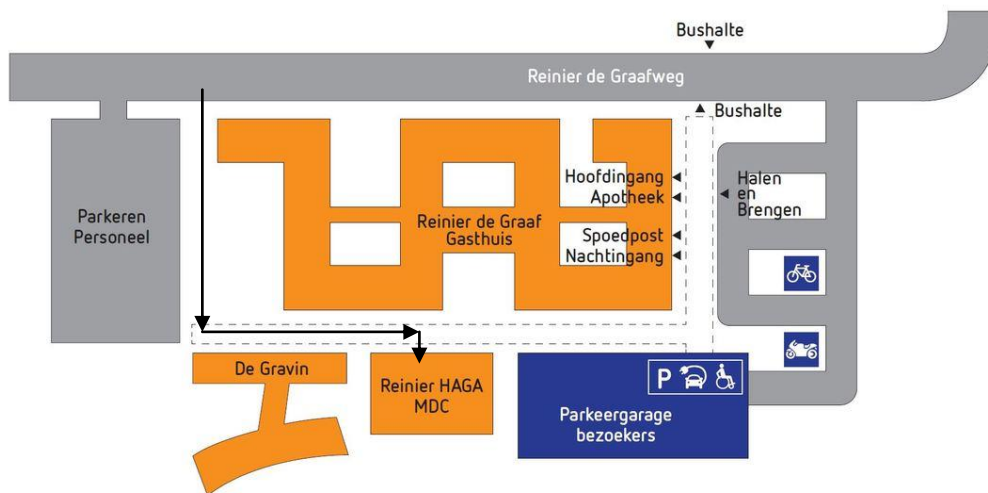 Bushalte
Reinier de Graafweg
Bushalte
Hoofdingang
Apotheek
Halen
en
Brengen
Parkeren
Personeel
Reinier de Graaf
Gasthuis
Spoedpost
Nachtingang
De Gravin
Reinier HAGA
MDC
P
Parkeergarage
bezoekers